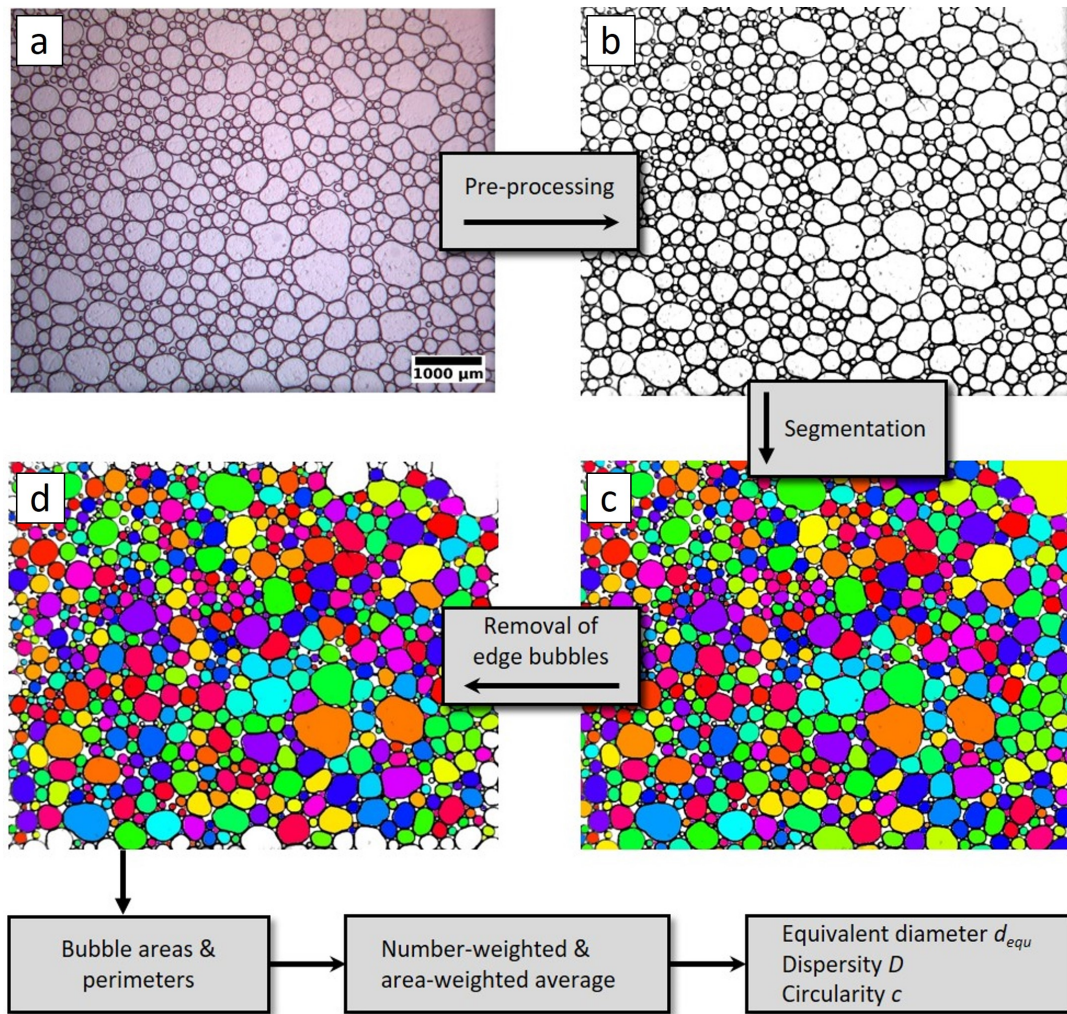 a
b
Pre-processing
1000 µm
Segmentation
d
c
Removal of
edge bubbles
Bubble areas &
perimeters
Number-weighted &
area-weighted average
Equivalent diameter dequ
Dispersity D
Circularity c